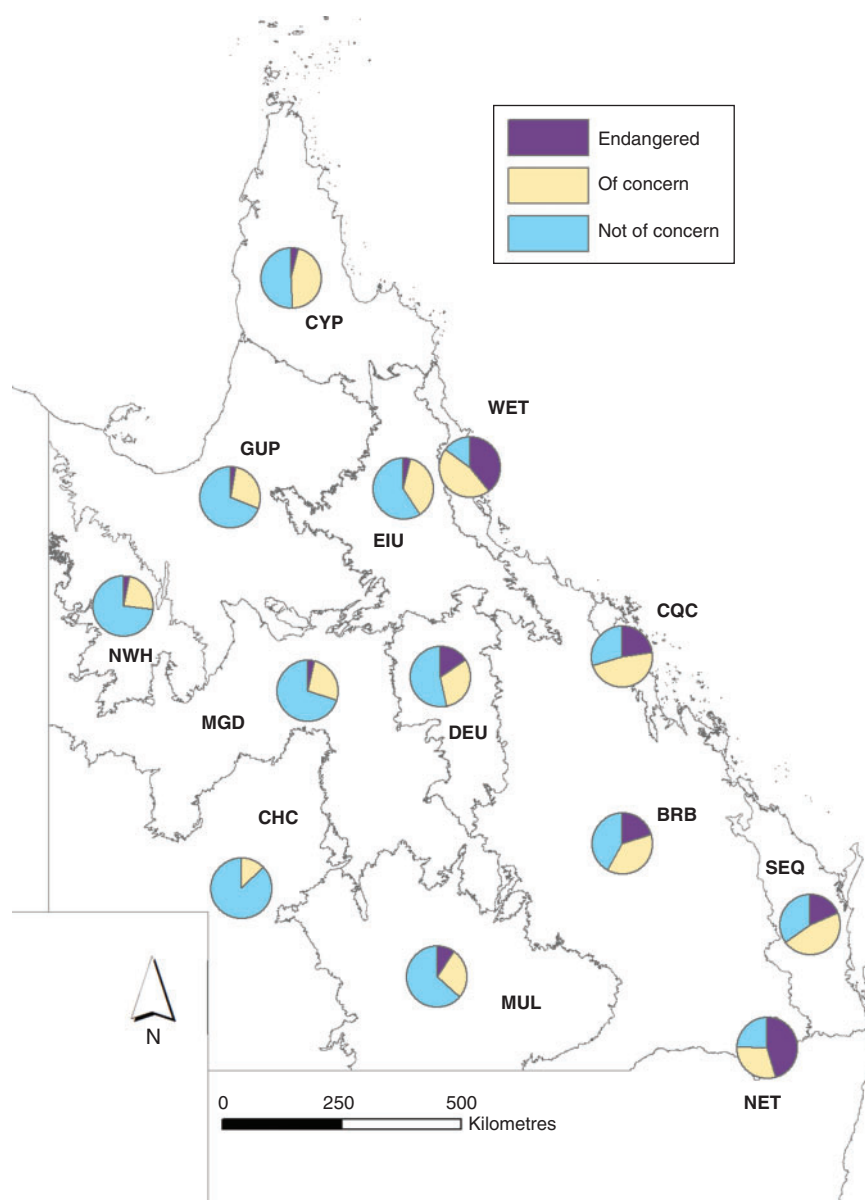 Endangered
Of concern
Not of concern
CYP
WET
GUP
EIU
CQC
NWH
MGD
DEU
CHC
BRB
SEQ
MUL
N
NET
0 250 500
Kilometres